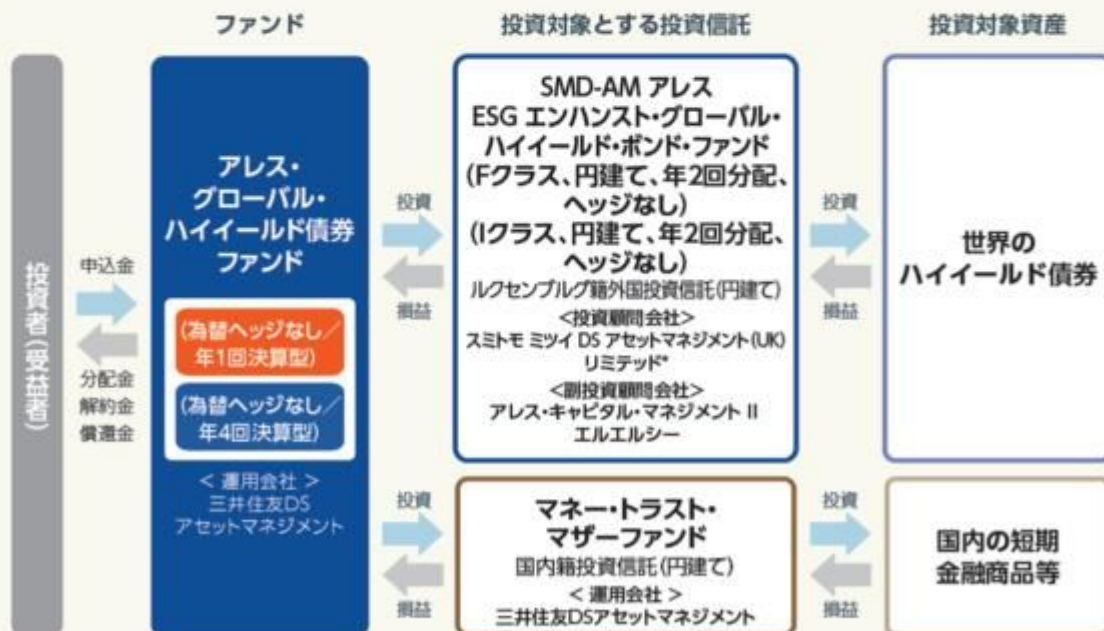 ファンド
投資対象とする投資信託
投資対象資産
投資者(受益者)
申込金
分配金
解約金
償還金
アレス・
グローバル・
ハイイールド債券
ファンド
(為替ヘッジなし/
年1回決算型)
(為替ヘッジなし/
年4回決算型)
< 運用会社 >
三井住友DS
アセットマネジメント
投資
損益
SMD-AM アレス
ESG エンハンスト・グローバル・
ハイイールド・ボンド・ファンド
(Fクラス、円建て、年2回分配、
ヘッジなし)
(Iクラス、円建て、年2回分配、
ヘッジなし)
ルクセンブルグ籍外国投資信託(円建て)
<投資顧問会社>
スミトモ ミツイ DS アセットマネジメント(UK)
リミテッド*
<副投資顧問会社>
アレス・キャピタル・マネジメント II
エルエルシー
投資
損益
世界の
ハイイールド債券
投資
損益
マネー・トラスト・
マザーファンド
国内籍投資信託(円建て)
< 運用会社 >
三井住友DSアセットマネジメント
投資
損益
国内の短期
金融商品等